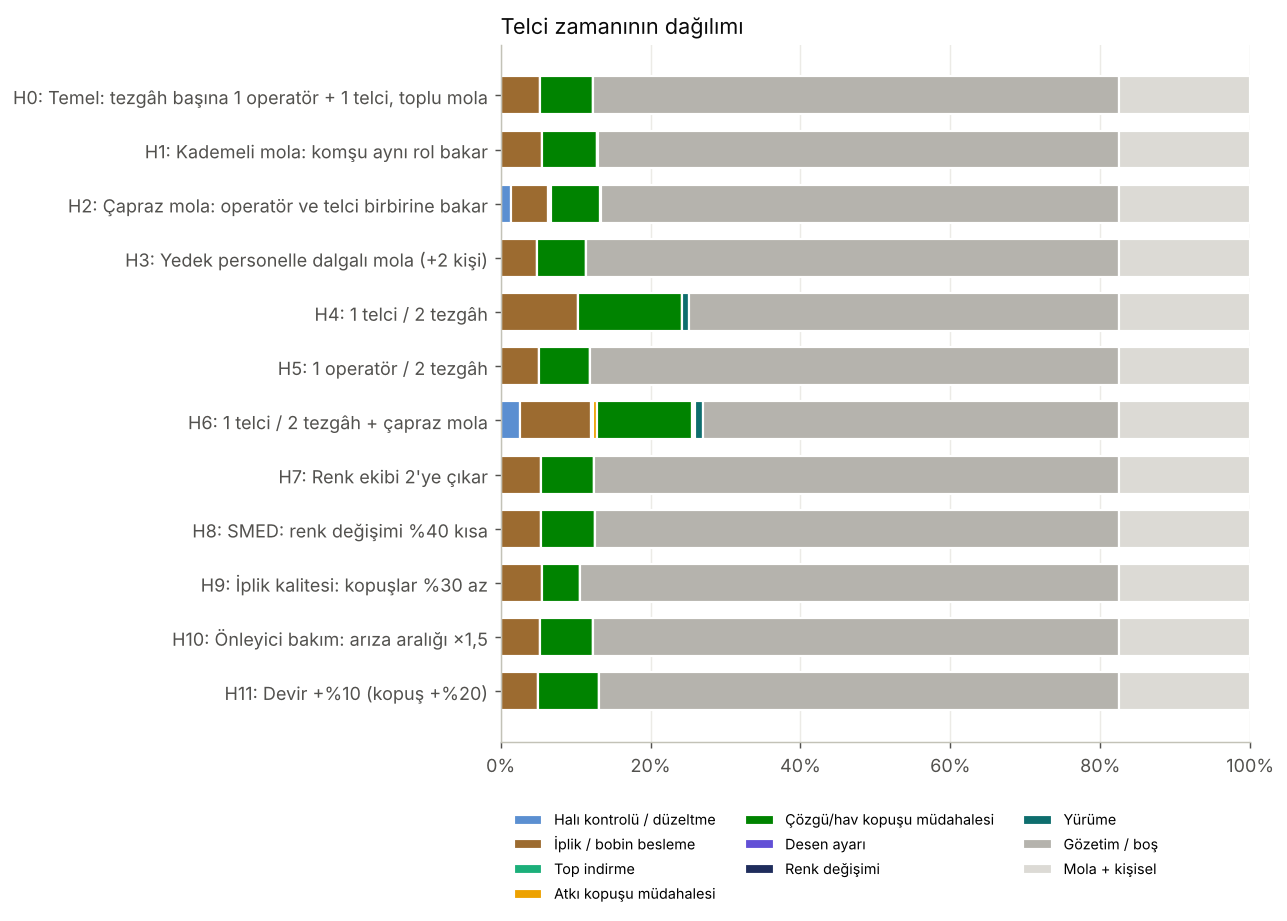 Telci zamanının dağılımı
H0: Temel: tezgâh başına 1 operatör + 1 telci, toplu mola
H1: Kademeli mola: komşu aynı rol bakar
H2: Çapraz mola: operatör ve telci birbirine bakar
H3: Yedek personelle dalgalı mola (+2 kişi)
H4: 1 telci / 2 tezgâh
H5: 1 operatör / 2 tezgâh
H6: 1 telci / 2 tezgâh + çapraz mola
H7: Renk ekibi 2'ye çıkar
H8: SMED: renk değişimi %40 kısa
H9: İplik kalitesi: kopuşlar %30 az
H10: Önleyici bakım: arıza aralığı ×1,5
H11: Devir +%10 (kopuş +%20)
0% 20% 40% 60% 80% 100%
Halı kontrolü / düzeltme
İplik / bobin besleme
Top indirme
Atkı kopuşu müdahalesi
Çözgü/hav kopuşu müdahalesi
Desen ayarı
Renk değişimi
Yürüme
Gözetim / boş
Mola + kişisel